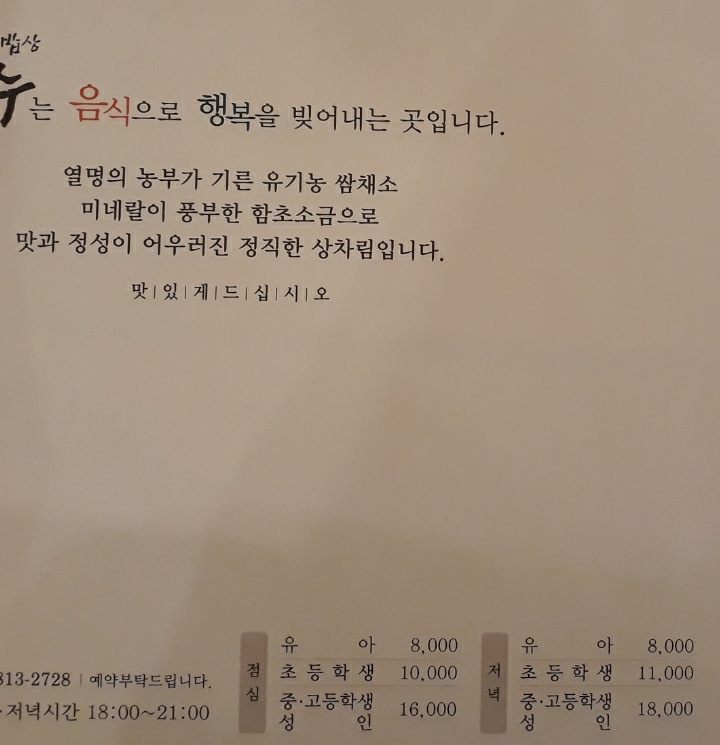 밥상
누는 음식으로 행복을 빚어내는 곳입니다.
열명의 농부가 기른 유기농 쌈채소
미네랄이 풍부한 함초소금으로
맛과 정성이 어우러진 정직한 상차림입니다.
맛|있|게|드|십|시|오
813-2728 | 예약부탁드립니다.
·저녁시간 18:00~21:00
점심
유아 8,000
초등학생 10,000
중·고등학생
성인 16,000
저녁
유아 8,000
초등학생 11,000
중·고등학생
성인 18,000